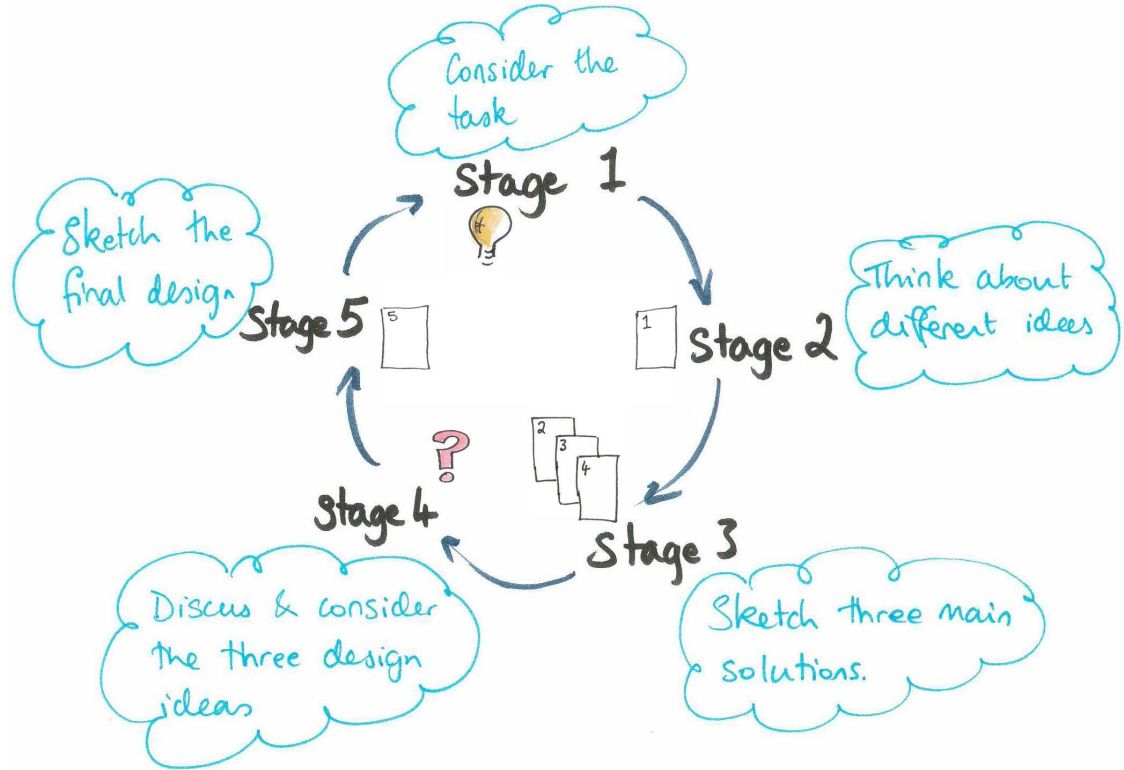 Consider the
task
Stage 1
Think about
different idees
1
Stage 2
2
3
4
Stage 3
Sketch three main
solutions.
Stage 4
?
Discus & consider
the three design
ideas
Sketch the
final design
Stage 5
5